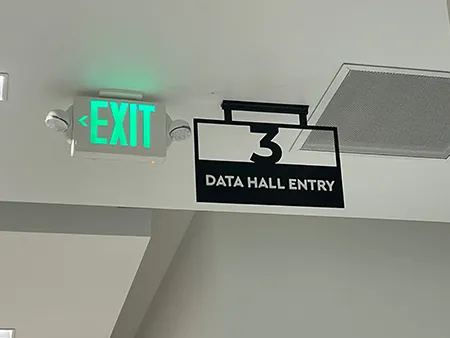 <EXIT
3
DATA HALL ENTRY